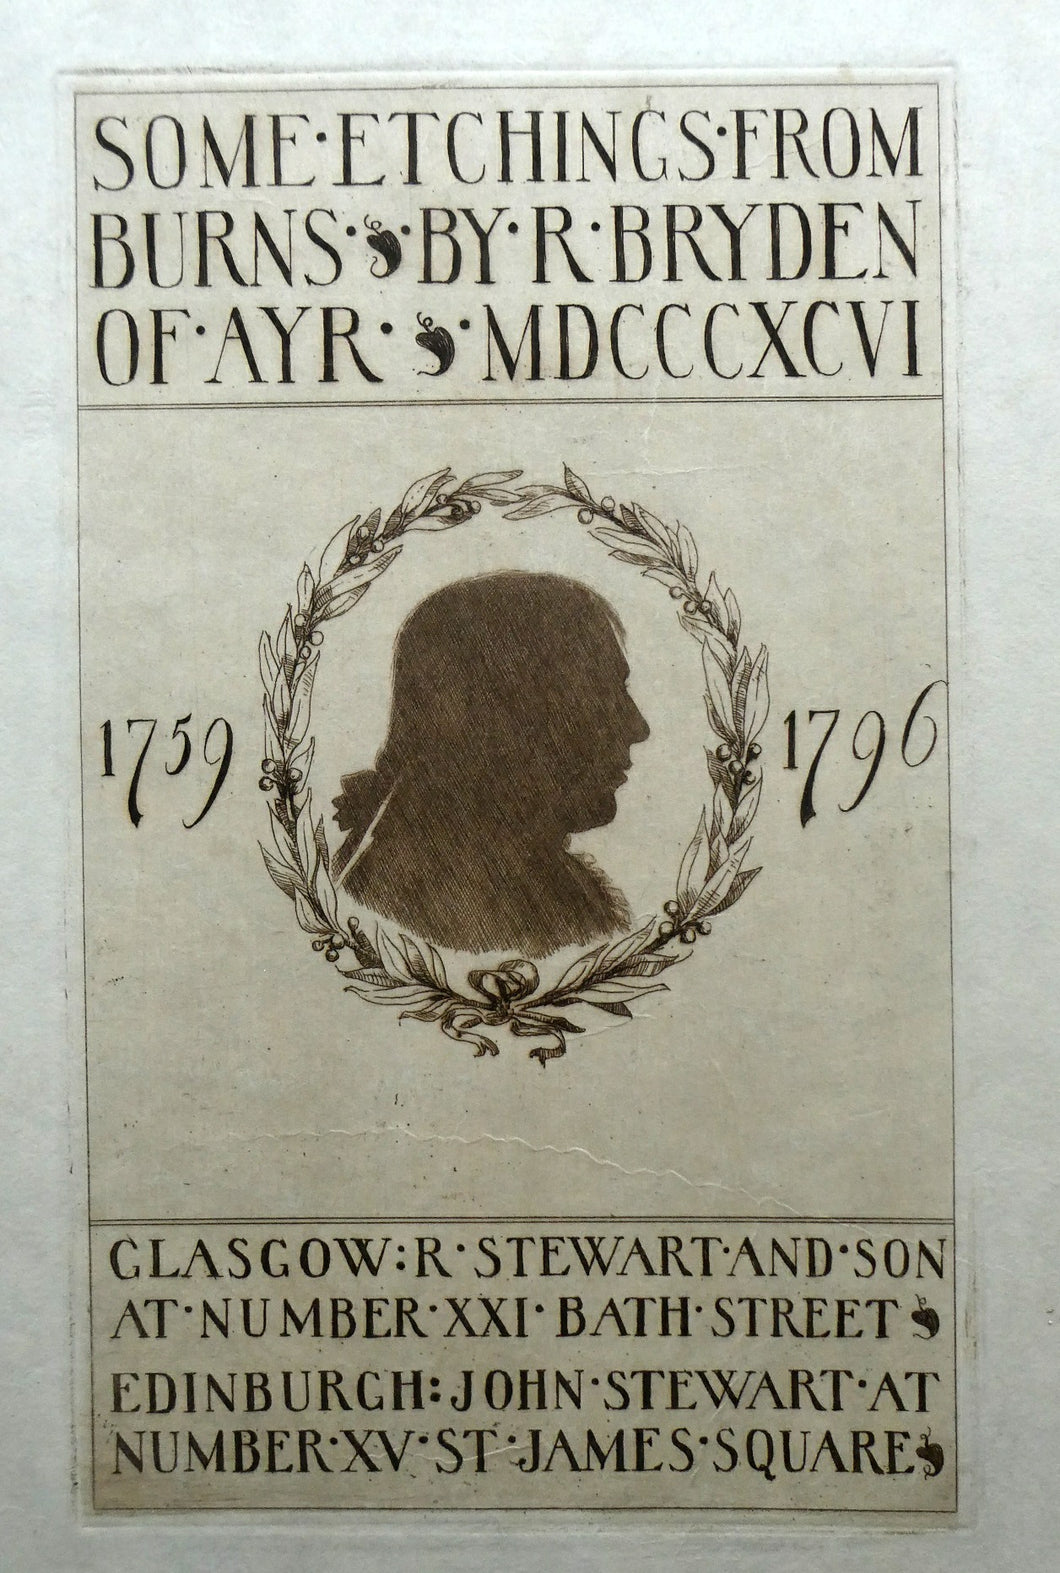 SOME·ETCHINGS·FROM
BURNS·BY·R·BRYDEN
OF·AYR·MDCCCXCVI
1759 1796
GLASGOW:R·STEWART·AND·SON
AT·NUMBER·XXI·BATH·STREET
EDINBURGH:JOHN·STEWART·AT
NUMBER·XV·ST·JAMES·SQUARE